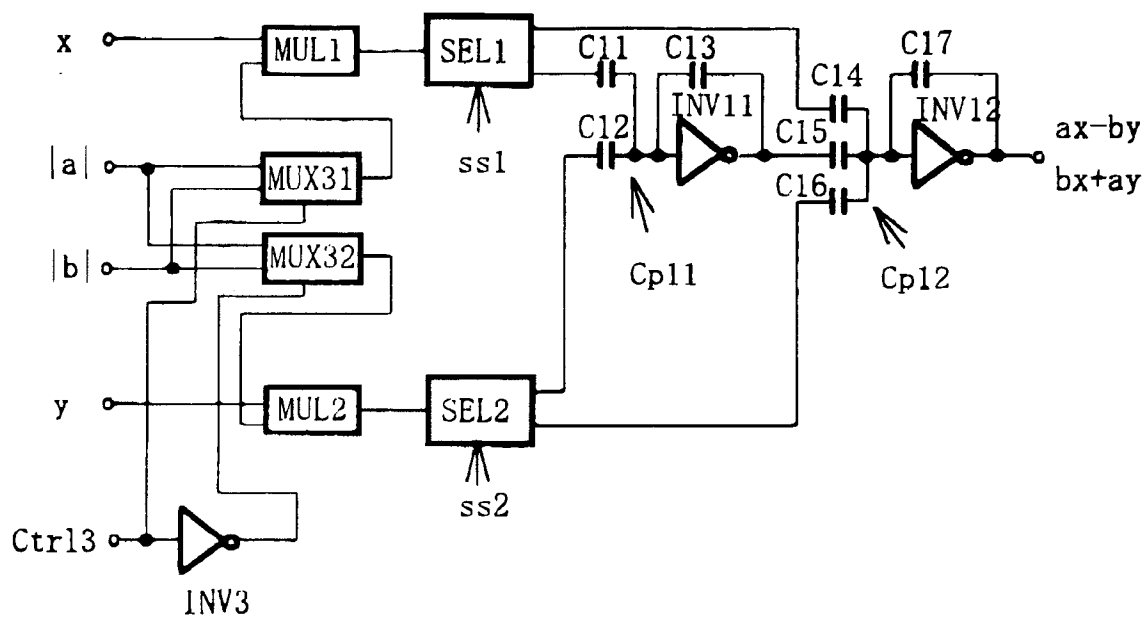 x
MUL1
SEL1
C11
C13
C17
C14
INV11
INV12
C12
C15
ax-by
ss1
|a|
MUX31
C16
bx+ay
MUX32
|b|
Cp11
Cp12
y
MUL2
SEL2
ss2
Ctrl3
INV3